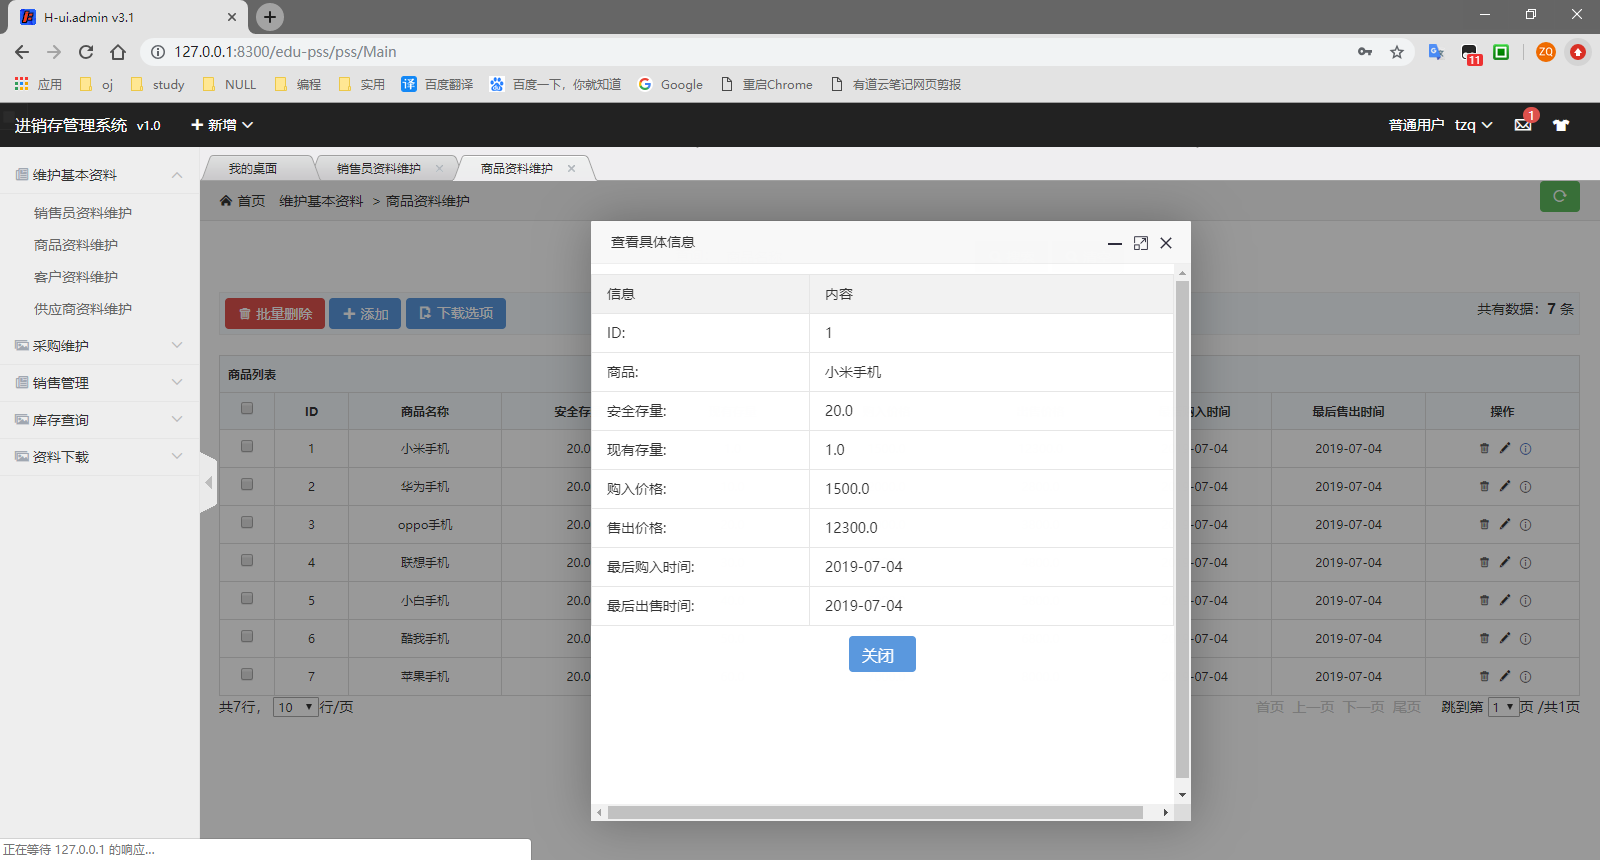 H-ui.admin v3.1
127.0.0.1:8300/edu-pss/pss/Main
11
ZQ
应用 oj study NULL 编程 实用 译 百度翻译 百度一下，你就知道 Google 重启Chrome 有道云笔记网页剪报
进销存管理系统 v1.0 新增 普通用户 tzq 1
维护基本资料
销售员资料维护
商品资料维护
客户资料维护
供应商资料维护
采购维护
销售管理
库存查询
资料下载
我的桌面 销售员资料维护 商品资料维护
首页 维护基本资料 > 商品资料维护
批量删除 添加 下载选项 共有数据：7 条
商品列表
ID 商品名称 安全存 入时间 最后售出时间 操作
1 小米手机 20.0 -07-04 2019-07-04
2 华为手机 20.0 -07-04 2019-07-04
3 oppo手机 20.0 -07-04 2019-07-04
4 联想手机 20.0 -07-04 2019-07-04
5 小白手机 20.0 -07-04 2019-07-04
6 酷我手机 20.0 -07-04 2019-07-04
7 苹果手机 20.0 -07-04 2019-07-04
共7行， 10 行/页 首页 上一页 下一页 尾页 跳到第 1 页 /共1页
查看具体信息
信息 内容
ID: 1
商品: 小米手机
安全存量: 20.0
现有存量: 1.0
购入价格: 1500.0
售出价格: 12300.0
最后购入时间: 2019-07-04
最后出售时间: 2019-07-04
关闭
正在等待 127.0.0.1 的响应...